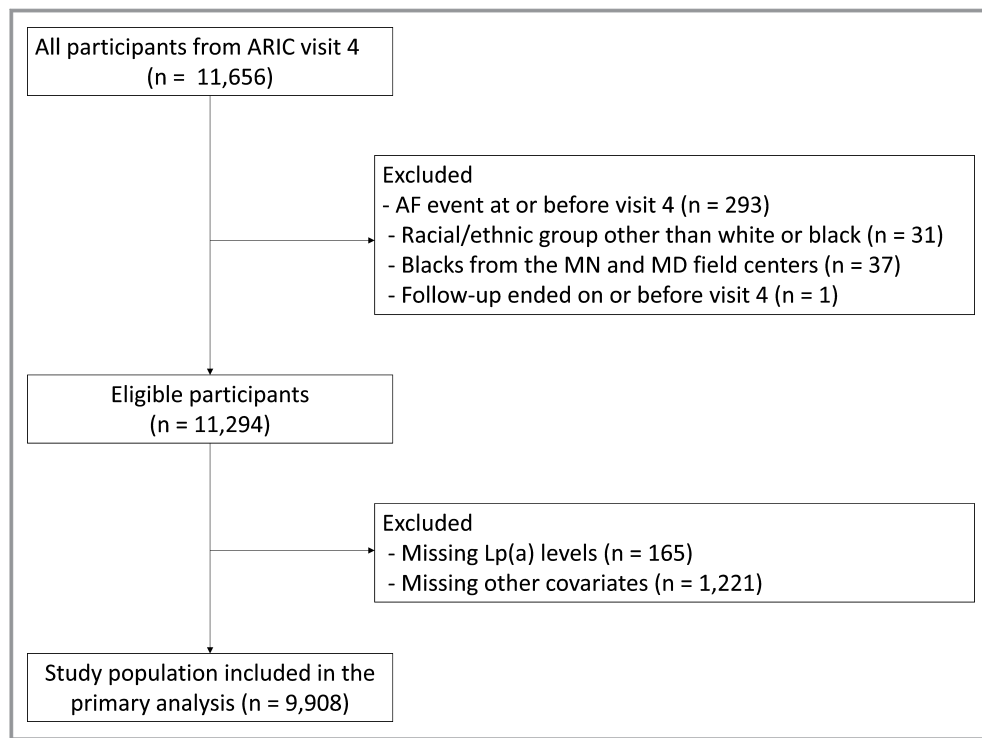 All participants from ARIC visit 4
(n =  11,656)
Excluded
- AF event at or before visit 4 (n = 293)
- Racial/ethnic group other than white or black (n = 31)
- Blacks from the MN and MD field centers (n = 37)
- Follow-up ended on or before visit 4 (n = 1)
Eligible participants
(n = 11,294)
Excluded
- Missing Lp(a) levels (n = 165)
- Missing other covariates (n = 1,221)
Study population included in the
primary analysis (n = 9,908)